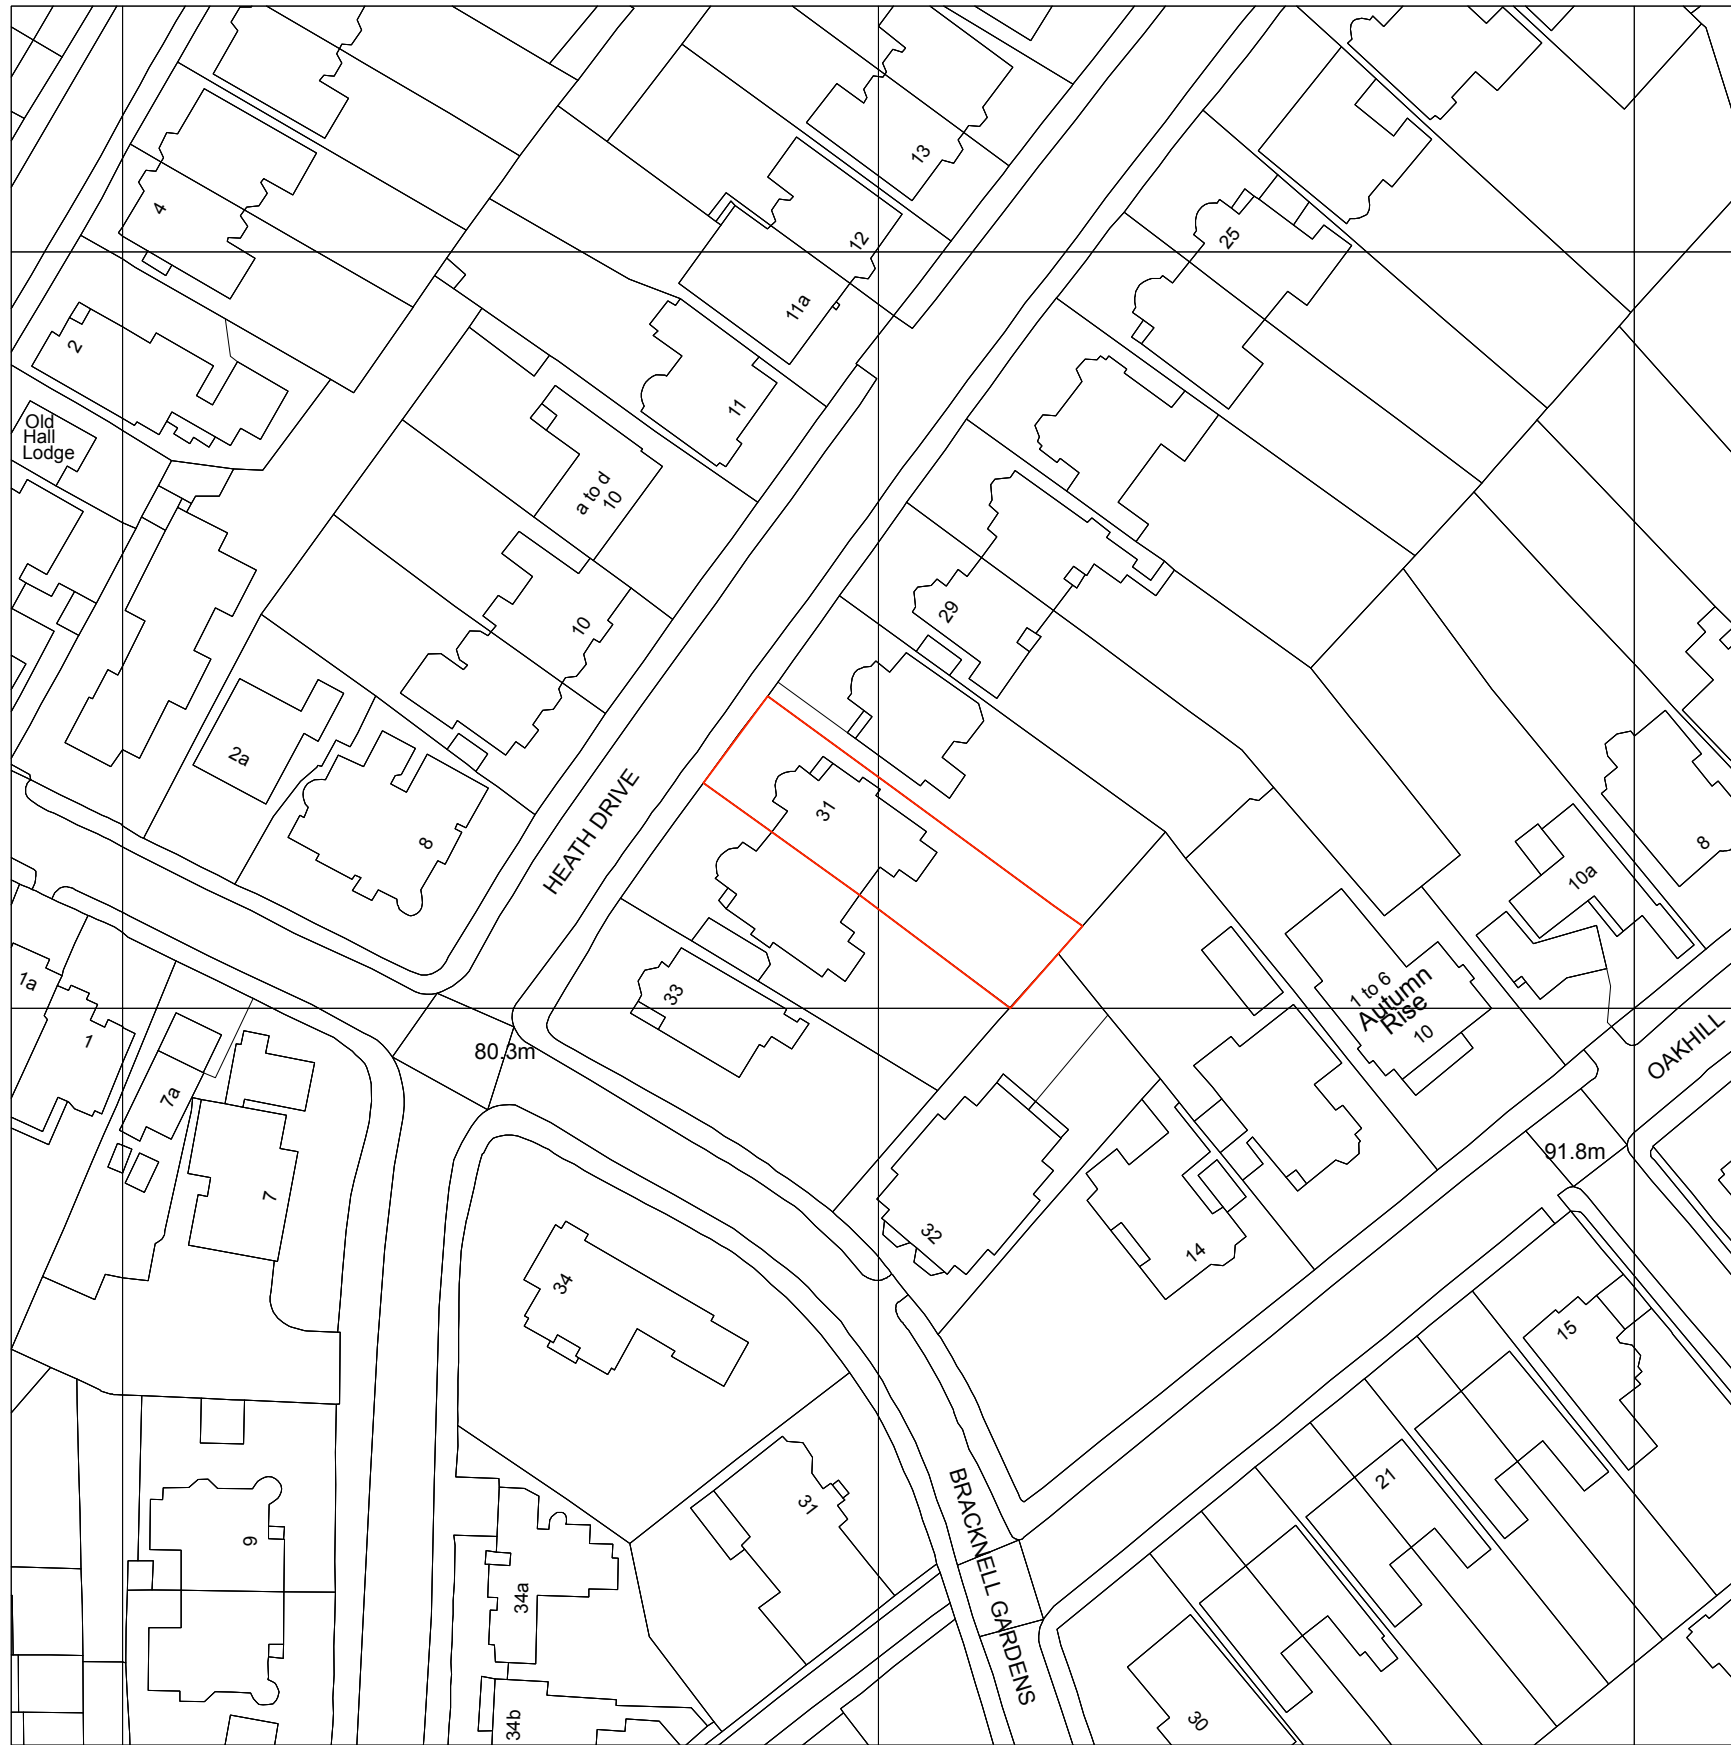 13
4
12
25
11a
2
11
Old
Hall
Lodge
a to d
10
29
10
2a
31
8
8
HEATH DRIVE
10a
1a
33
1 to 6
Autumn
Rise
10
1
80.3m
OAKHILL
7a
91.8m
7
32
14
34
15
21
31
BRACKNELL GARDENS
9
34a
34b
30